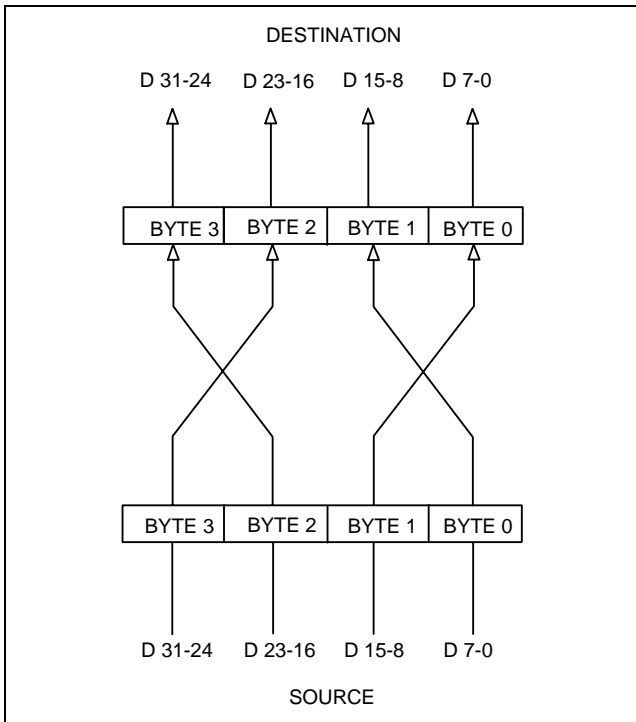 DESTINATION
D 31-24 D 23-16 D 15-8 D 7-0
BYTE 3 BYTE 2 BYTE 1 BYTE 0
BYTE 3 BYTE 2 BYTE 1 BYTE 0
D 31-24 D 23-16 D 15-8 D 7-0
SOURCE